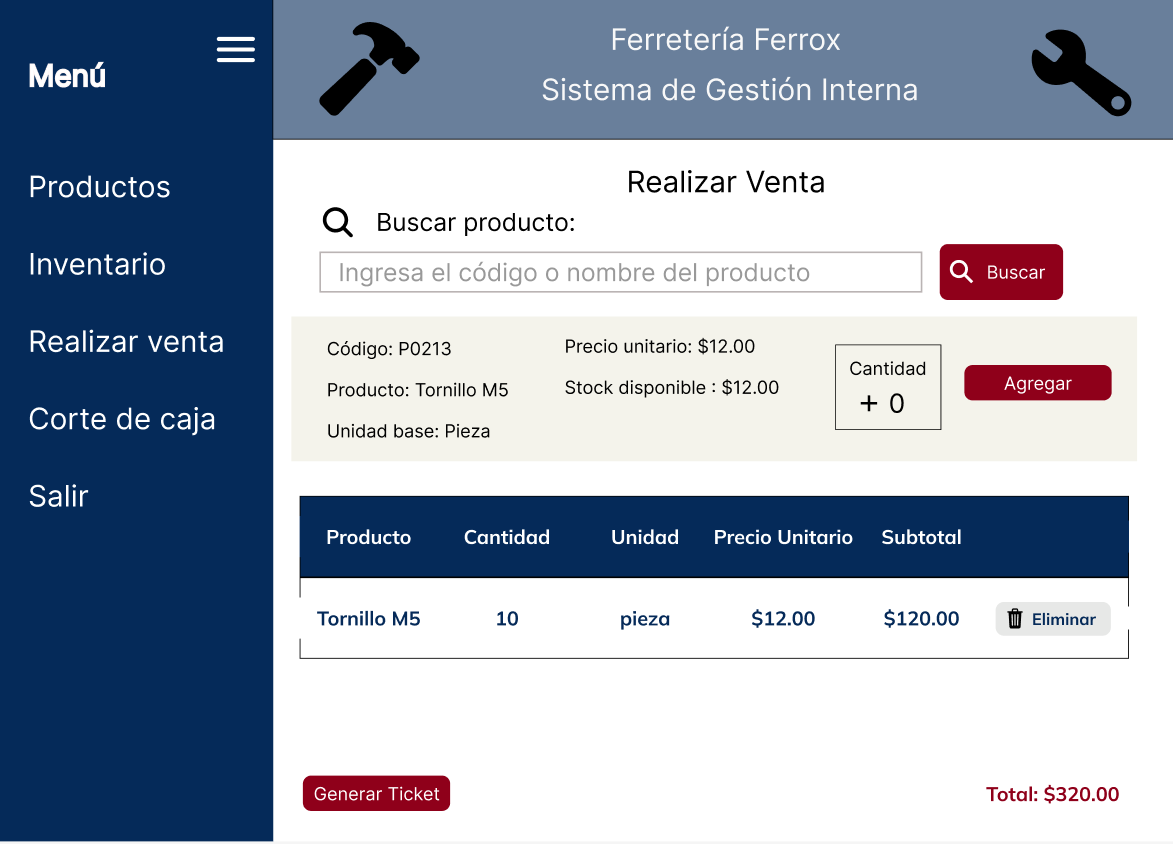 Menú
Productos
Inventario
Realizar venta
Corte de caja
Salir
Ferretería Ferrox
Sistema de Gestión Interna
Realizar Venta
Buscar producto:
Ingresa el código o nombre del producto
Buscar
Código: P0213
Producto: Tornillo M5
Unidad base: Pieza
Precio unitario: $12.00
Stock disponible : $12.00
Cantidad
+ 0
Agregar
Producto Cantidad Unidad Precio Unitario Subtotal
Tornillo M5 10 pieza $12.00 $120.00 Eliminar
Generar Ticket
Total: $320.00